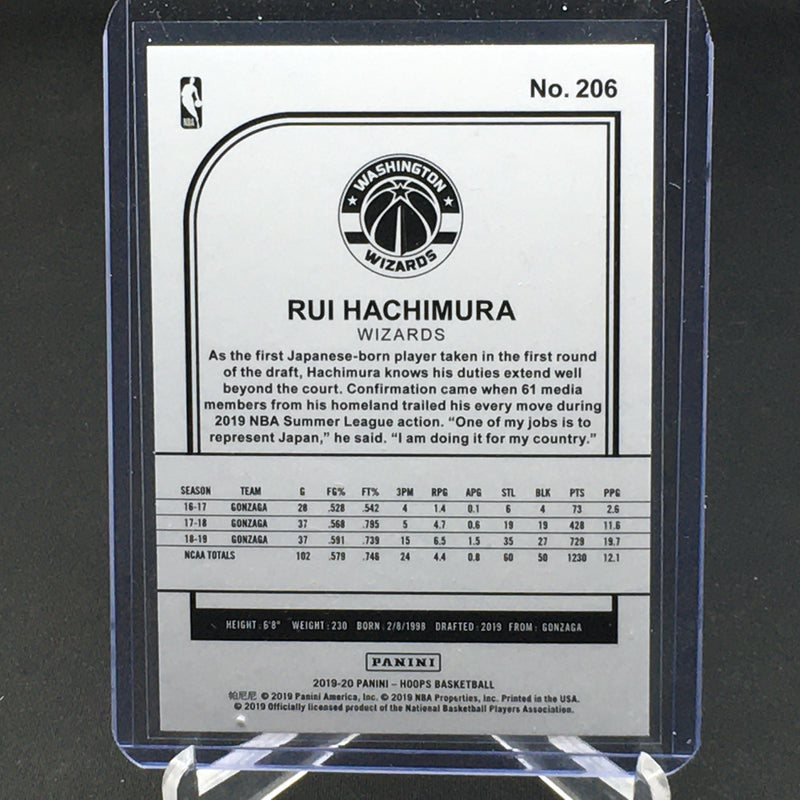 No. 206
NBA
WASHINGTON
WIZARDS
RUI HACHIMURA
WIZARDS
As the first Japanese-born player taken in the first round
of the draft, Hachimura knows his duties extend well
beyond the court. Confirmation came when 61 media
members from his homeland trailed his every move during
2019 NBA Summer League action. “One of my jobs is to
represent Japan,” he said. “I am doing it for my country.”
SEASON TEAM G FG% FT% 3PM RPG APG STL BLK PTS PPG
16-17 GONZAGA 28 .528 .542 4 1.4 0.1 6 4 73 2.6
17-18 GONZAGA 37 .568 .795 5 4.7 0.6 19 19 428 11.6
18-19 GONZAGA 37 .591 .739 15 6.5 1.5 35 27 729 19.7
NCAA TOTALS 102 .579 .746 24 4.4 0.8 60 50 1230 12.1
HEIGHT: 6'8" WEIGHT: 230 BORN: 2/8/1998 DRAFTED: 2019 FROM: GONZAGA
PANINI
2019-20 PANINI – HOOPS BASKETBALL
帕尼尼 © 2019 Panini America, Inc. © 2019 NBA Properties, Inc. Printed in the USA.
© 2019 Officially licensed product of the National Basketball Players Association.